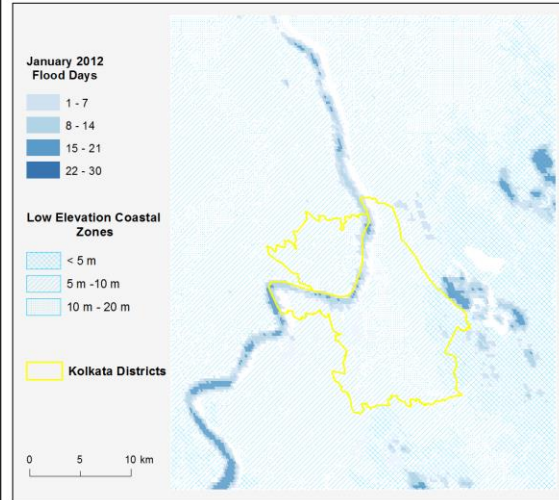 January 2012
Flood Days
1 - 7
8 - 14
15 - 21
22 - 30
Low Elevation Coastal
Zones
< 5 m
5 m -10 m
10 m - 20 m
Kolkata Districts
0 5 10 km